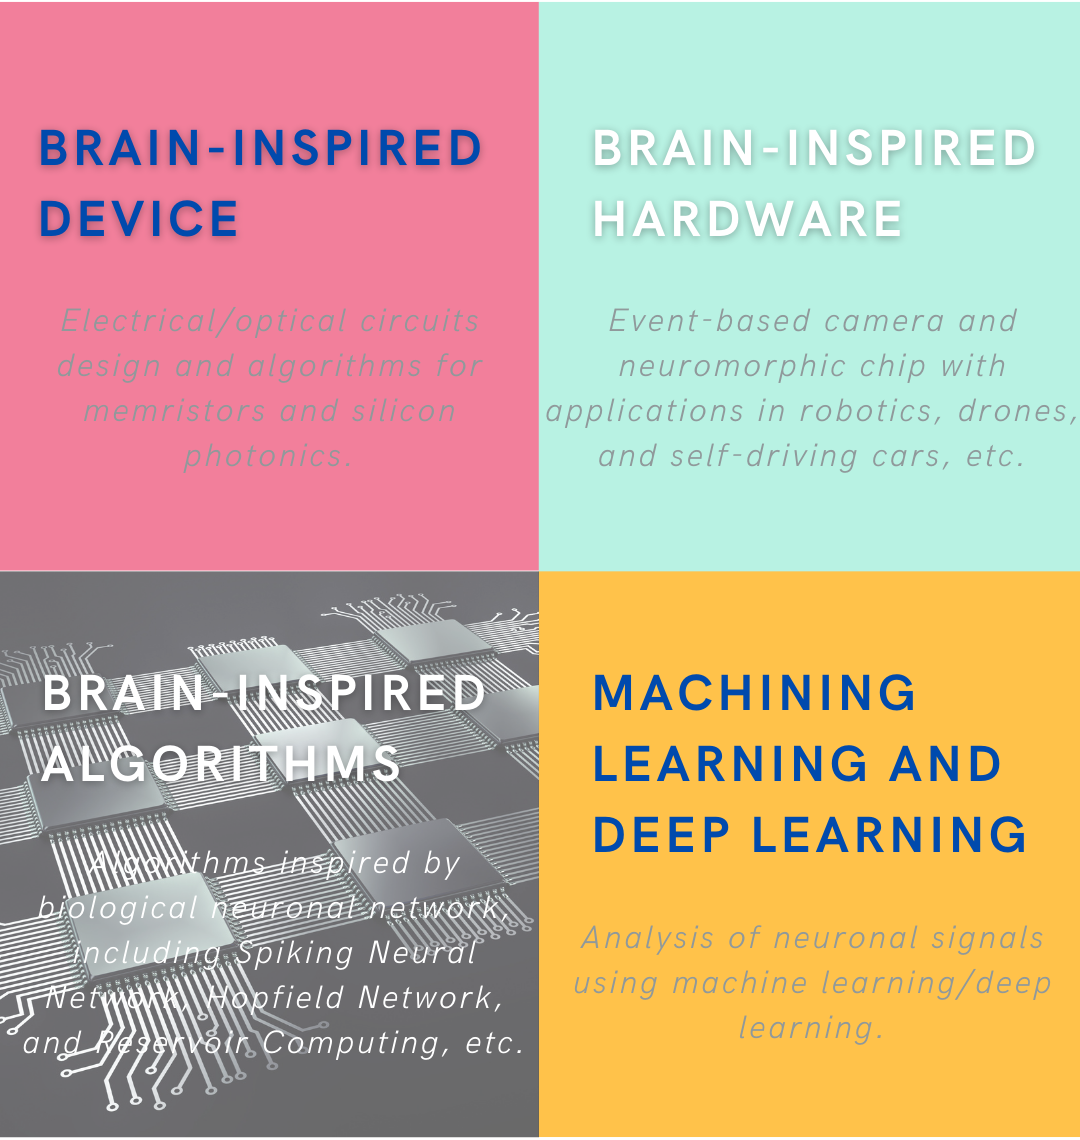 BRAIN-INSPIRED
DEVICE
Electrical/optical circuits
design and algorithms for
memristors and silicon
photonics.
BRAIN-INSPIRED
HARDWARE
Event-based camera and
neuromorphic chip with
applications in robotics, drones,
and self-driving cars, etc.
BRAIN-INSPIRED
ALGORITHMS
Algorithms inspired by
biological neuronal network,
including Spiking Neural
Network, Hopfield Network,
and Reservoir Computing, etc.
MACHINING
LEARNING AND
DEEP LEARNING
Analysis of neuronal signals
using machine learning/deep
learning.